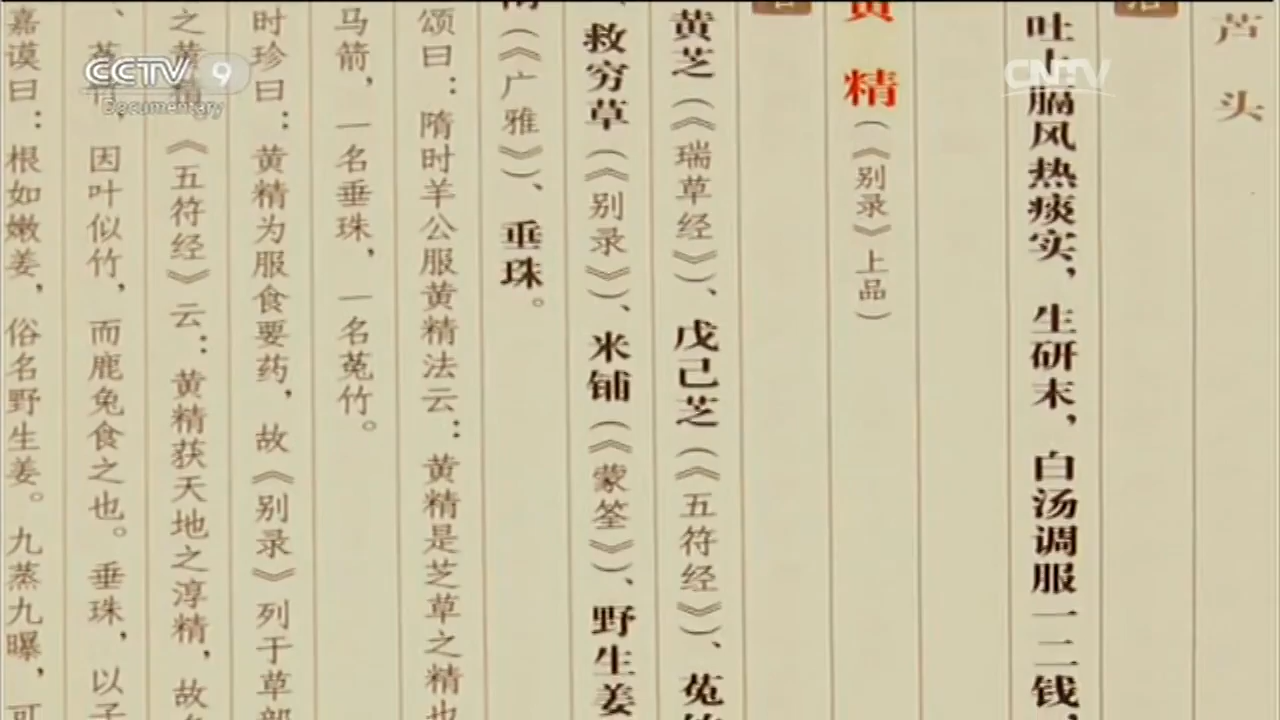 芦头
吐上膈风热痰实，生研末，白汤调服一二钱，
黄精（《别录》上品）
黄芝（《瑞草经》）、戊己芝（《五符经》）、菟
、救穷草（《别录》）、米铺（《蒙筌》）、野生姜
（《广雅》）、垂珠。
颂曰：隋时羊公服黄精法云：黄精是芝草之精也
马箭，一名垂珠，一名菟竹。
时珍曰：黄精为服食要药，故《别录》列于草部
之黄精《五符经》云：黄精获天地之淳精，故
、菟竹，因叶似竹，而鹿兔食之也。垂珠，以子
嘉谟曰：根如嫩姜，俗名野生姜。九蒸九曝，可
CCTV 9
Documentary
CNTV